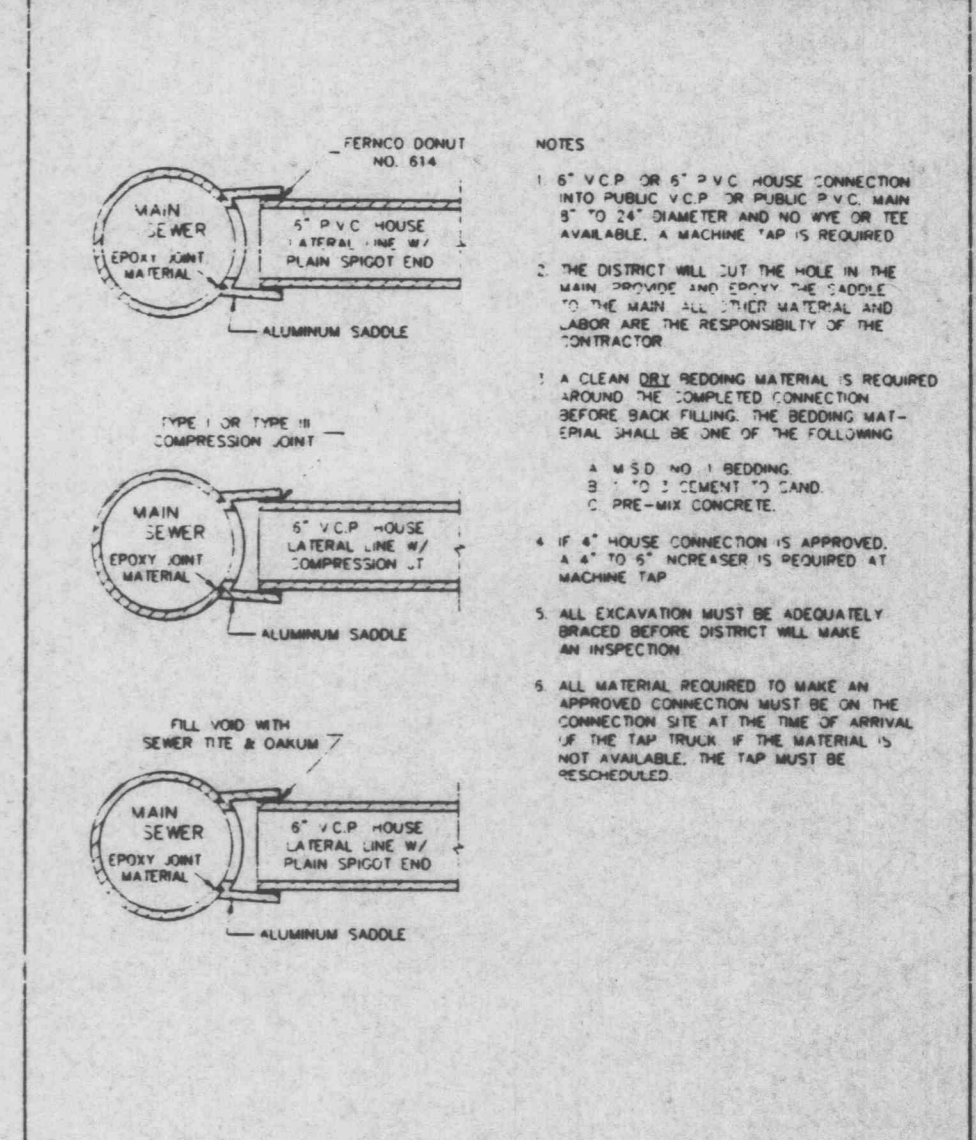 FERNCO DONUT
NO. 614
MAIN
SEWER
EPOXY JOINT
MATERIAL
6" P.V.C. HOUSE
LATERAL LINE W/
PLAIN SPIGOT END
ALUMINUM SADDLE
TYPE I OR TYPE III
COMPRESSION JOINT
MAIN
SEWER
EPOXY JOINT
MATERIAL
6" V.C.P. HOUSE
LATERAL LINE W/
COMPRESSION JT
ALUMINUM SADDLE
FILL VOID WITH
SEWER TITE & OAKUM
MAIN
SEWER
EPOXY JOINT
MATERIAL
6" V.C.P. HOUSE
LATERAL LINE W/
PLAIN SPIGOT END
ALUMINUM SADDLE
NOTES
1. 6" V.C.P. OR 6" P.V.C. HOUSE CONNECTION
INTO PUBLIC V.C.P. OR PUBLIC P.V.C. MAIN
8" TO 24" DIAMETER AND NO WYE OR TEE
AVAILABLE, A MACHINE TAP IS REQUIRED
2. THE DISTRICT WILL CUT THE HOLE IN THE
MAIN, PROVIDE AND EPOXY THE SADDLE
TO THE MAIN. ALL OTHER MATERIAL AND
LABOR ARE THE RESPONSIBILTY OF THE
CONTRACTOR
3. A CLEAN DRY BEDDING MATERIAL IS REQUIRED
AROUND THE COMPLETED CONNECTION
BEFORE BACK FILLING. THE BEDDING MAT-
ERIAL SHALL BE ONE OF THE FOLLOWING
A. M.S.D. NO. 1 BEDDING.
B. TO CEMENT TO SAND.
C. PRE-MIX CONCRETE.
4. IF 4" HOUSE CONNECTION IS APPROVED,
A 4" TO 6" INCREASER IS REQUIRED AT
MACHINE TAP
5. ALL EXCAVATION MUST BE ADEQUATELY
BRACED BEFORE DISTRICT WILL MAKE
AN INSPECTION
6. ALL MATERIAL REQUIRED TO MAKE AN
APPROVED CONNECTION MUST BE ON THE
CONNECTION SITE AT THE TIME OF ARRIVAL
OF THE TAP TRUCK. IF THE MATERIAL IS
NOT AVAILABLE, THE TAP MUST BE
RESCHEDULED.